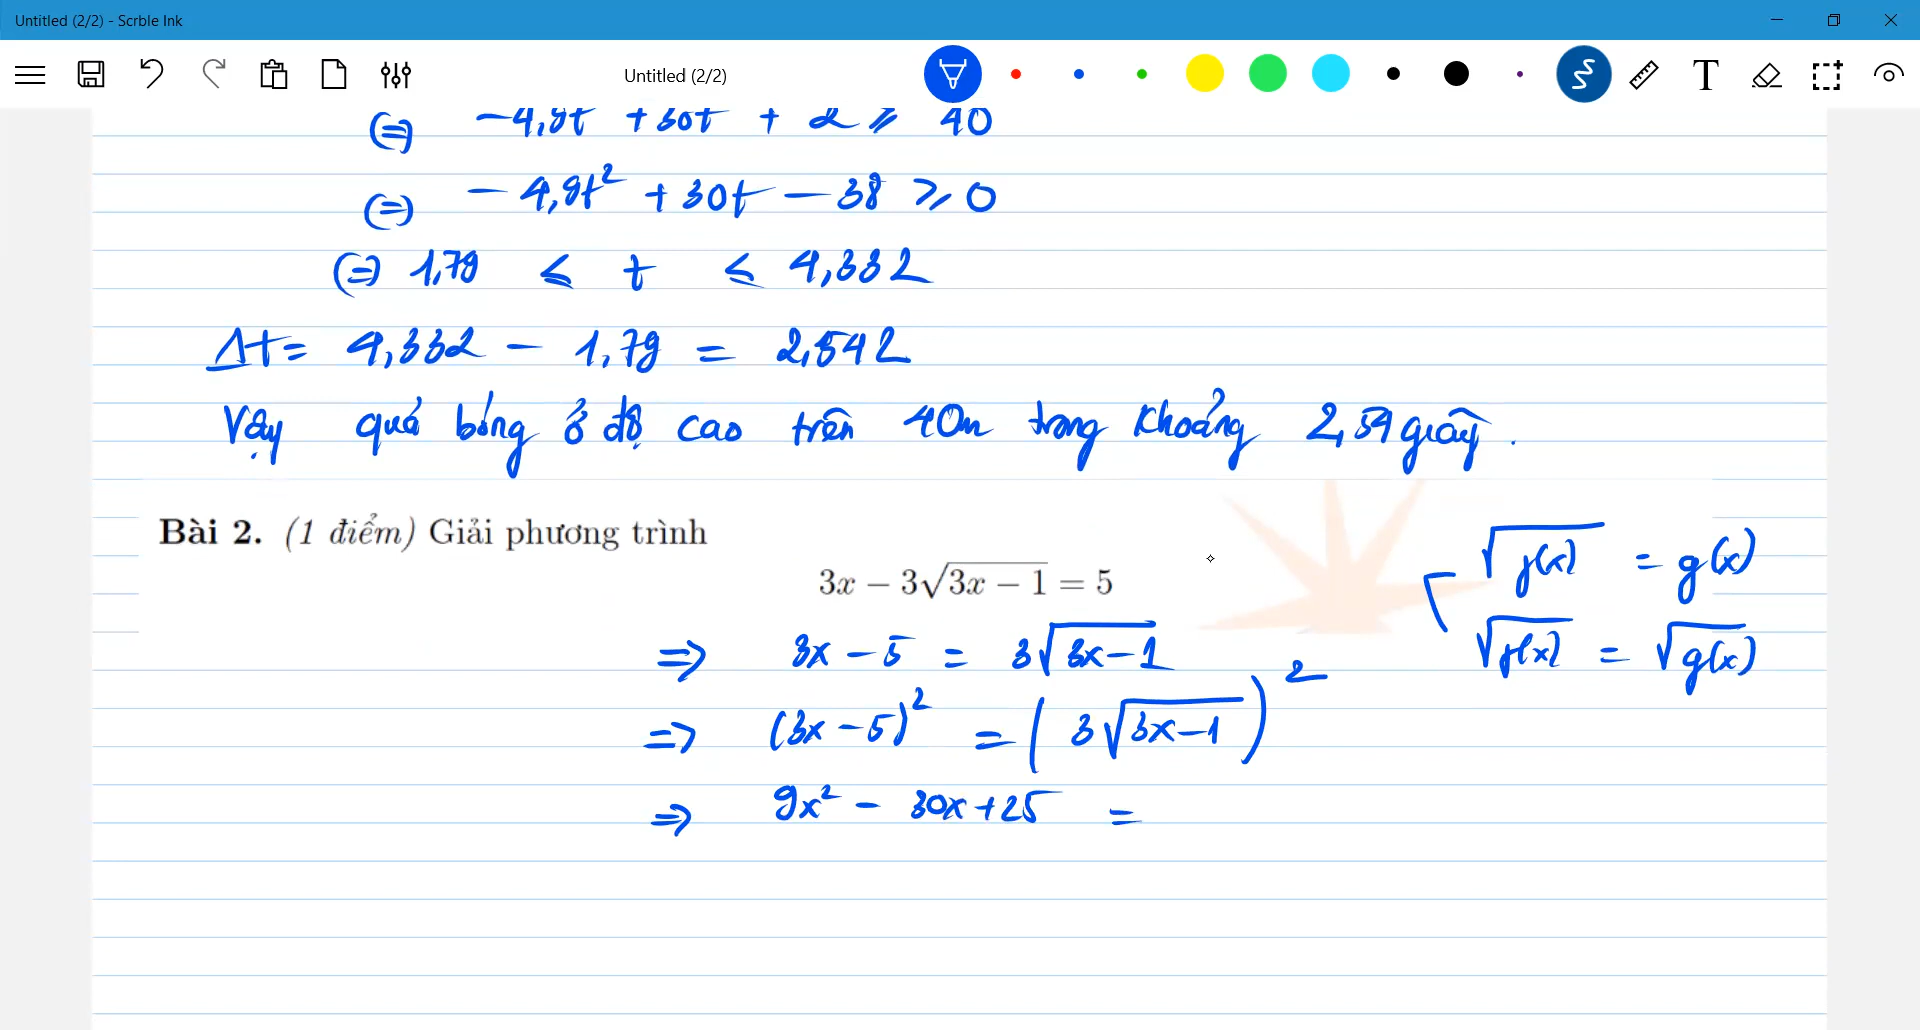 Untitled (2/2) - Scrble Ink
Untitled (2/2)
T
(=) -4,9t + 30t + 2 ≥ 40
(=) -4,9t² + 30t - 38 ≥ 0
(=) 1,79 ≤ t ≤ 4,332
Δt = 4,332 - 1,79 = 2,542
Vậy quả bóng ở độ cao trên 40m trong khoảng 2,54 giây.
Bài 2. (1 điểm) Giải phương trình
3x − 3√(3x − 1) = 5
√f(x) = g(x)
√f(x) = √g(x)
=> 3x - 5 = 3√(3x-1)
=> (3x - 5)² = (3√(3x-1))²
=> 9x² - 30x + 25 =